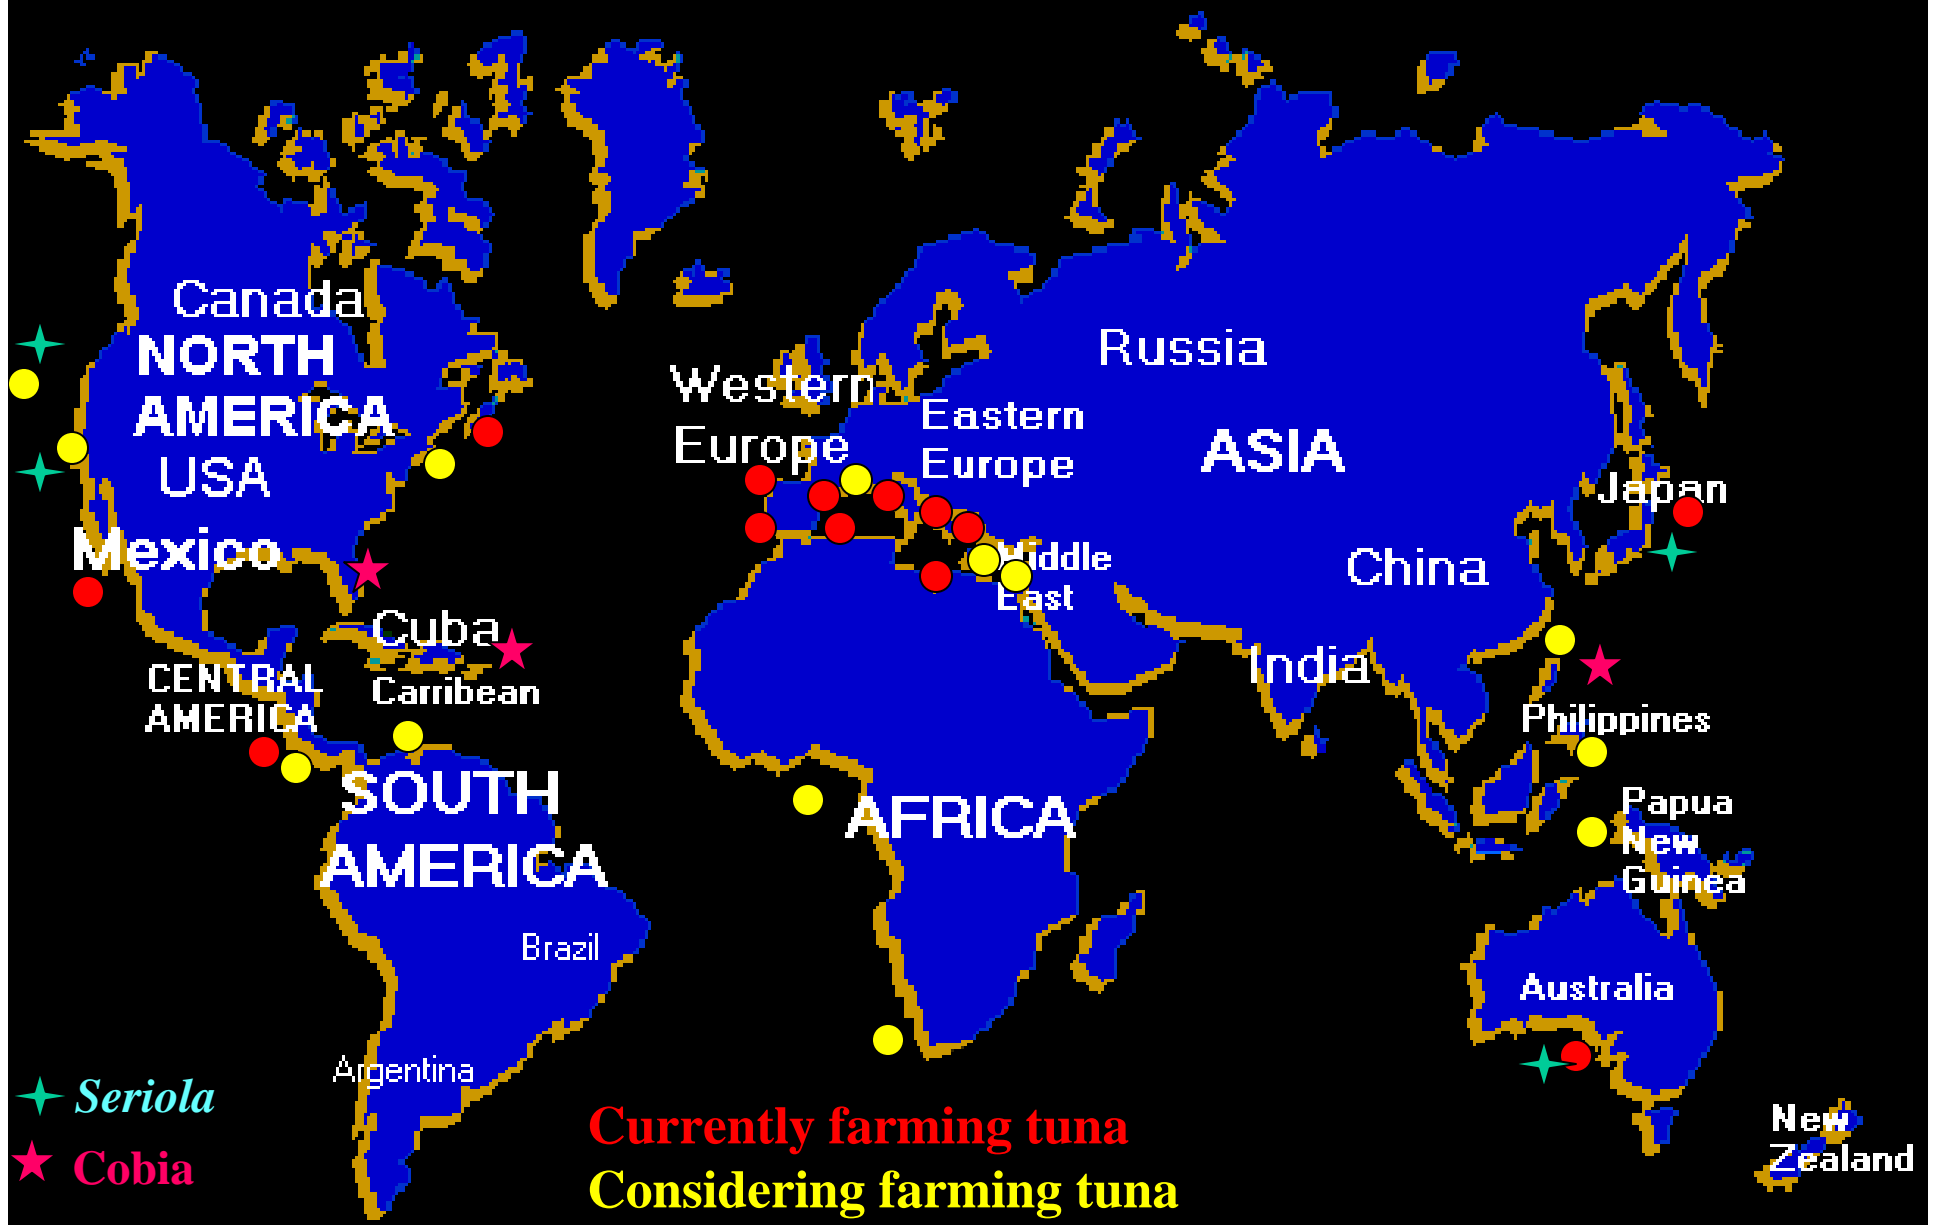 Canada
NORTH
AMERICA
USA
Mexico
Cuba
Carribean
CENTRAL
AMERICA
SOUTH
AMERICA
Brazil
Argentina
Western
Europe
Eastern
Europe
Russia
ASIA
Middle
East
China
India
Japan
Philippines
Papua
New
Guinea
AFRICA
Australia
New
Zealand
Seriola
Cobia
Currently farming tuna
Considering farming tuna